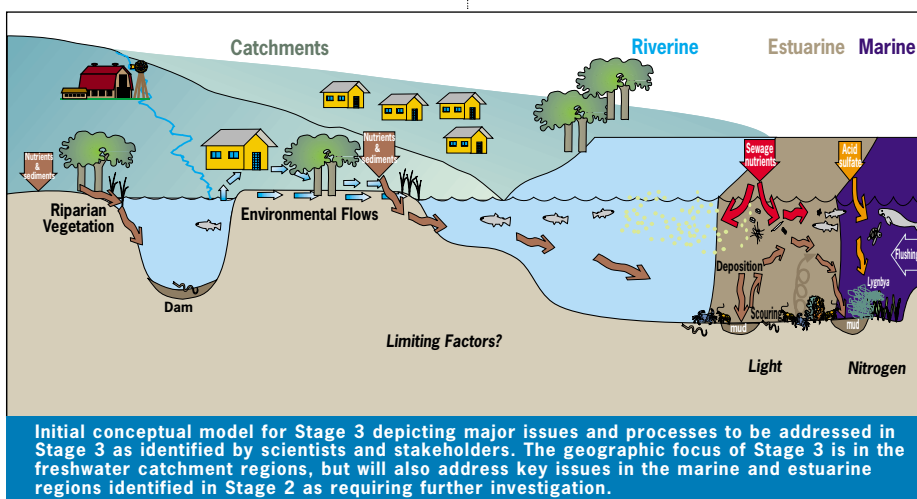 Catchments
Riverine
Estuarine
Marine
Nutrients
&
sediments
Nutrients
&
sediments
Sewage
nutrients
Acid
sulfate
Riparian
Vegetation
Environmental Flows
Flushing
Deposition
Lygnbya
Dam
Scouring
mud
mud
Limiting Factors?
Light
Nitrogen
Initial conceptual model for Stage 3 depicting major issues and processes to be addressed in
Stage 3 as identified by scientists and stakeholders. The geographic focus of Stage 3 is in the
freshwater catchment regions, but will also address key issues in the marine and estuarine
regions identified in Stage 2 as requiring further investigation.